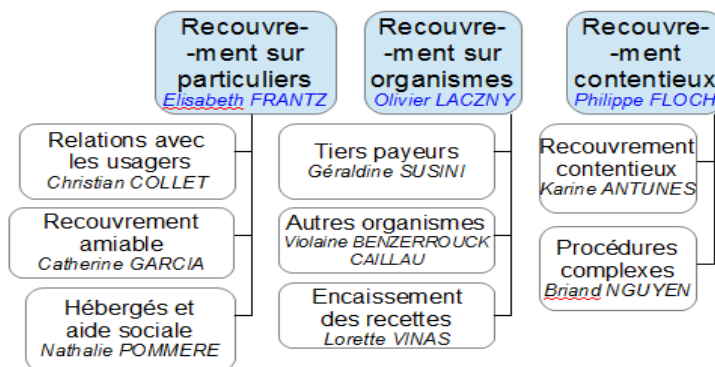 Recouvre-
-ment sur
particuliers
Elisabeth FRANTZ
Relations avec
les usagers
Christian COLLET
Recouvrement
amiable
Catherine GARCIA
Hébergés et
aide sociale
Nathalie POMMERE
Recouvre-
-ment sur
organismes
Olivier LACZNY
Tiers payeurs
Géraldine SUSINI
Autres organismes
Violaine BENZERROUCK
CAILLAU
Encaissement
des recettes
Lorette VINAS
Recouvre-
-ment
contentieux
Philippe FLOCH
Recouvrement
contentieux
Karine ANTUNES
Procédures
complexes
Briand NGUYEN